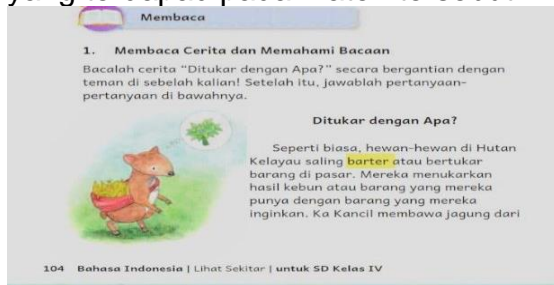 Membaca
1. Membaca Cerita dan Memahami Bacaan
Bacalah cerita "Ditukar dengan Apa?" secara bergantian dengan
teman di sebelah kalian! Setelah itu, jawablah pertanyaan-
pertanyaan di bawahnya.
Ditukar dengan Apa?
Seperti biasa, hewan-hewan di Hutan
Kelayau saling barter atau bertukar
barang di pasar. Mereka menukarkan
hasil kebun atau barang yang mereka
punya dengan barang yang mereka
inginkan. Ka Kancil membawa jagung dari
104 Bahasa Indonesia | Lihat Sekitar | untuk SD Kelas IV